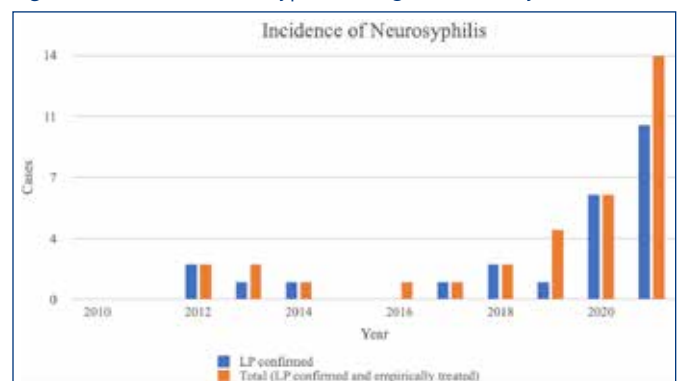 Incidence of Neurosyphilis
14
11
7
4
0
Cases
2010 2012 2014 2016 2018 2020
Year
LP confirmed
Total (LP confirmed and empirically treated)